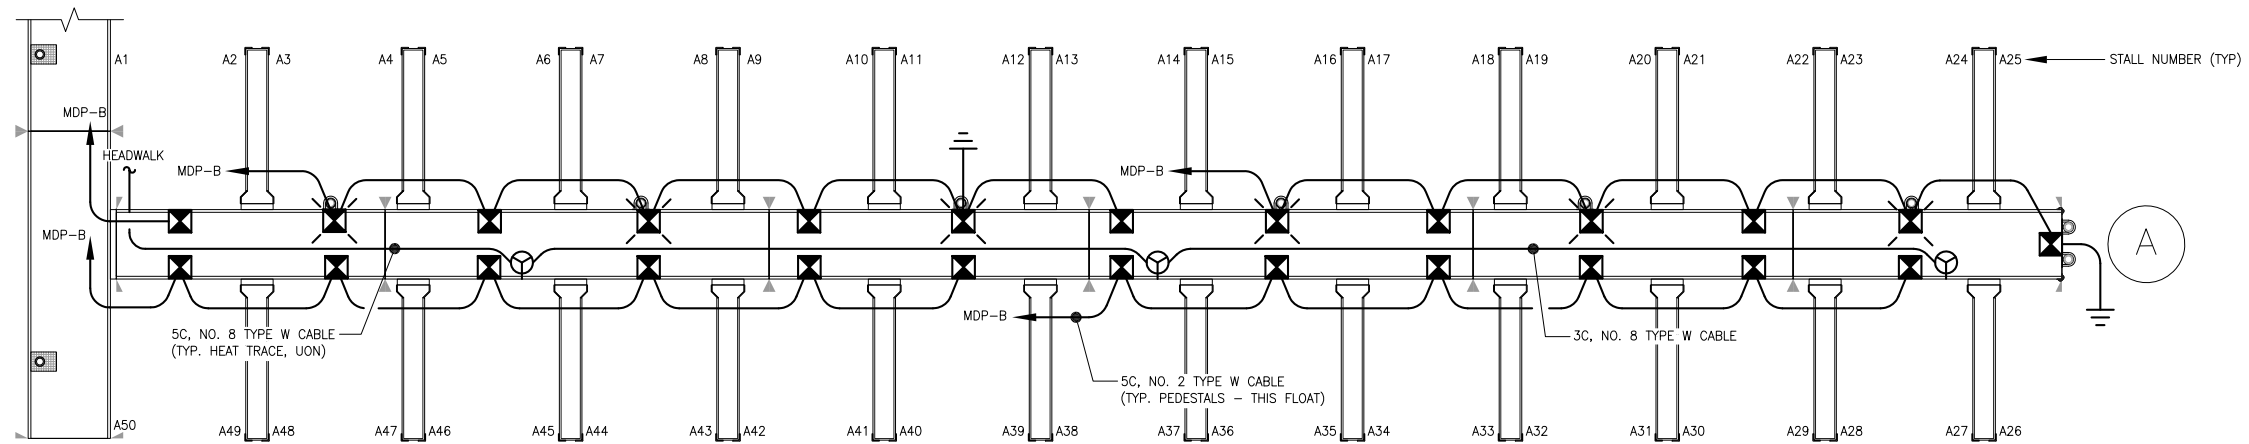 A1 A2 A3 A4 A5 A6 A7 A8 A9 A10 A11 A12 A13 A14 A15 A16 A17 A18 A19 A20 A21 A22 A23 A24 A25
STALL NUMBER (TYP)
MDP-B
HEADWALK
MDP-B
MDP-B
MDP-B
A
MDP-B
5C, NO. 8 TYPE W CABLE
(TYP. HEAT TRACE, UON)
3C, NO. 8 TYPE W CABLE
5C, NO. 2 TYPE W CABLE
(TYP. PEDESTALS – THIS FLOAT)
A50 A49 A48 A47 A46 A45 A44 A43 A42 A41 A40 A39 A38 A37 A36 A35 A34 A33 A32 A31 A30 A29 A28 A27 A26